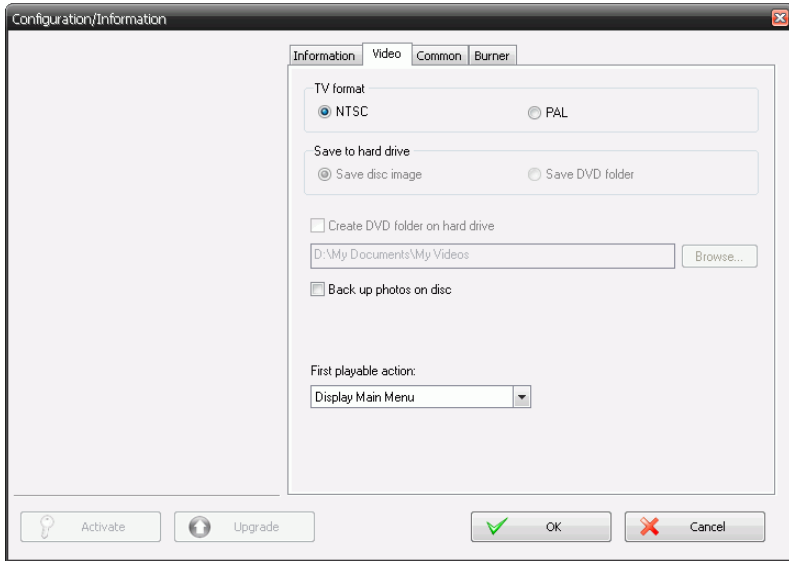 Configuration/Information
Information Video Common Burner
TV format
NTSC PAL
Save to hard drive
Save disc image Save DVD folder
Create DVD folder on hard drive
D:\My Documents\My Videos Browse...
Back up photos on disc
First playable action:
Display Main Menu
Activate Upgrade OK Cancel